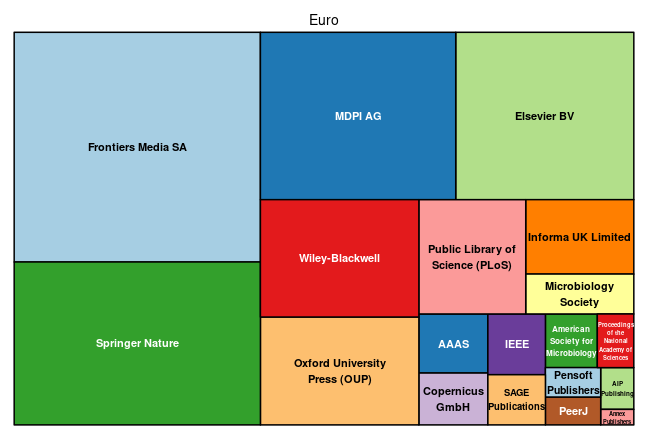 Euro
Frontiers Media SA
MDPI AG
Elsevier BV
Springer Nature
Wiley-Blackwell
Oxford University
Press (OUP)
Public Library of
Science (PLoS)
Informa UK Limited
Microbiology
Society
AAAS
Copernicus
GmbH
IEEE
SAGE
Publications
American
Society for
Microbiology
Proceedings
of the
National
Academy of
Sciences
Pensoft
Publishers
PeerJ
AIP
Publishing
Annex
Publishers